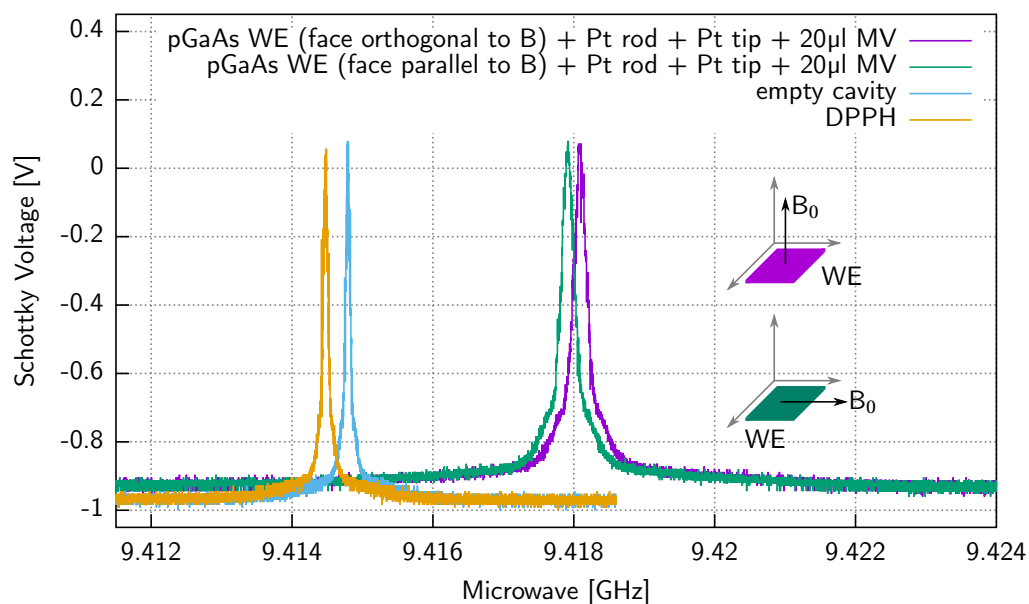 pGaAs WE (face orthogonal to B) + Pt rod + Pt tip + 20µl MV
pGaAs WE (face parallel to B) + Pt rod + Pt tip + 20µl MV
empty cavity
DPPH
0.4
0.2
0
-0.2
-0.4
-0.6
-0.8
-1
Schottky Voltage [V]
B₀
WE
B₀
WE
9.412
9.414
9.416
9.418
9.42
9.422
9.424
Microwave [GHz]